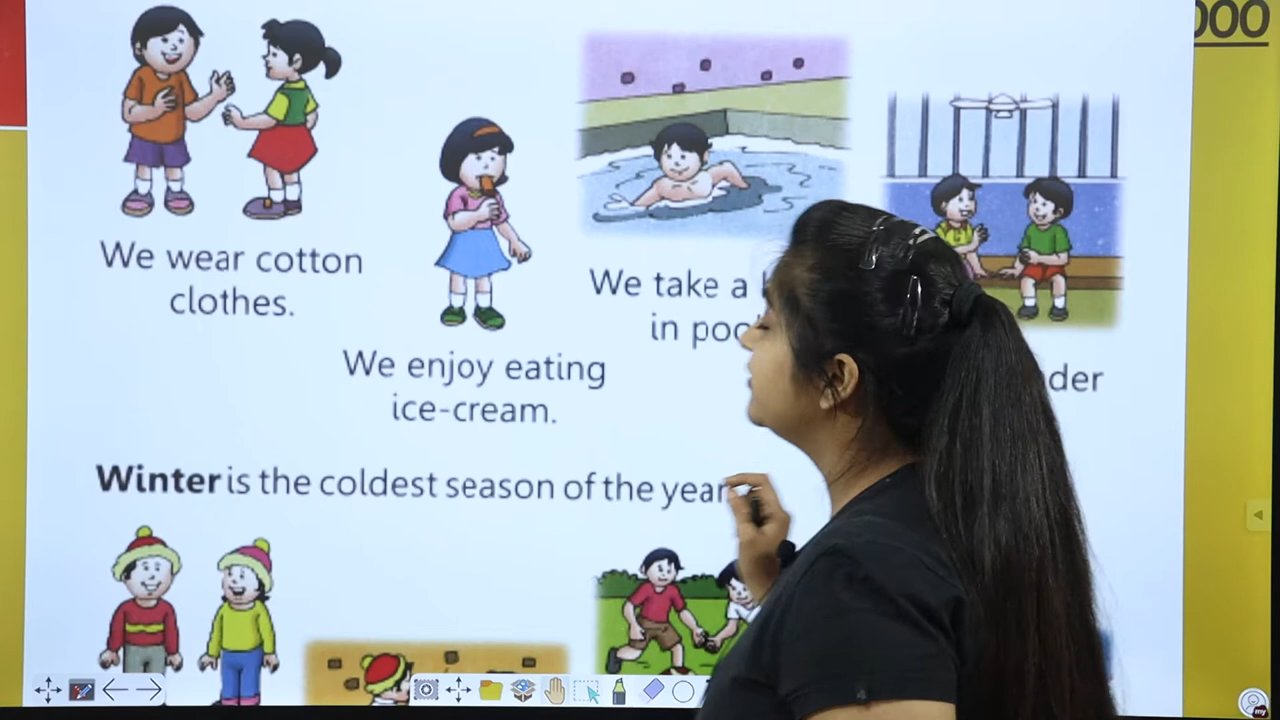 000
We wear cotton
clothes.
We enjoy eating
ice-cream.
We take a
in
der
Winter is the coldest season of the year